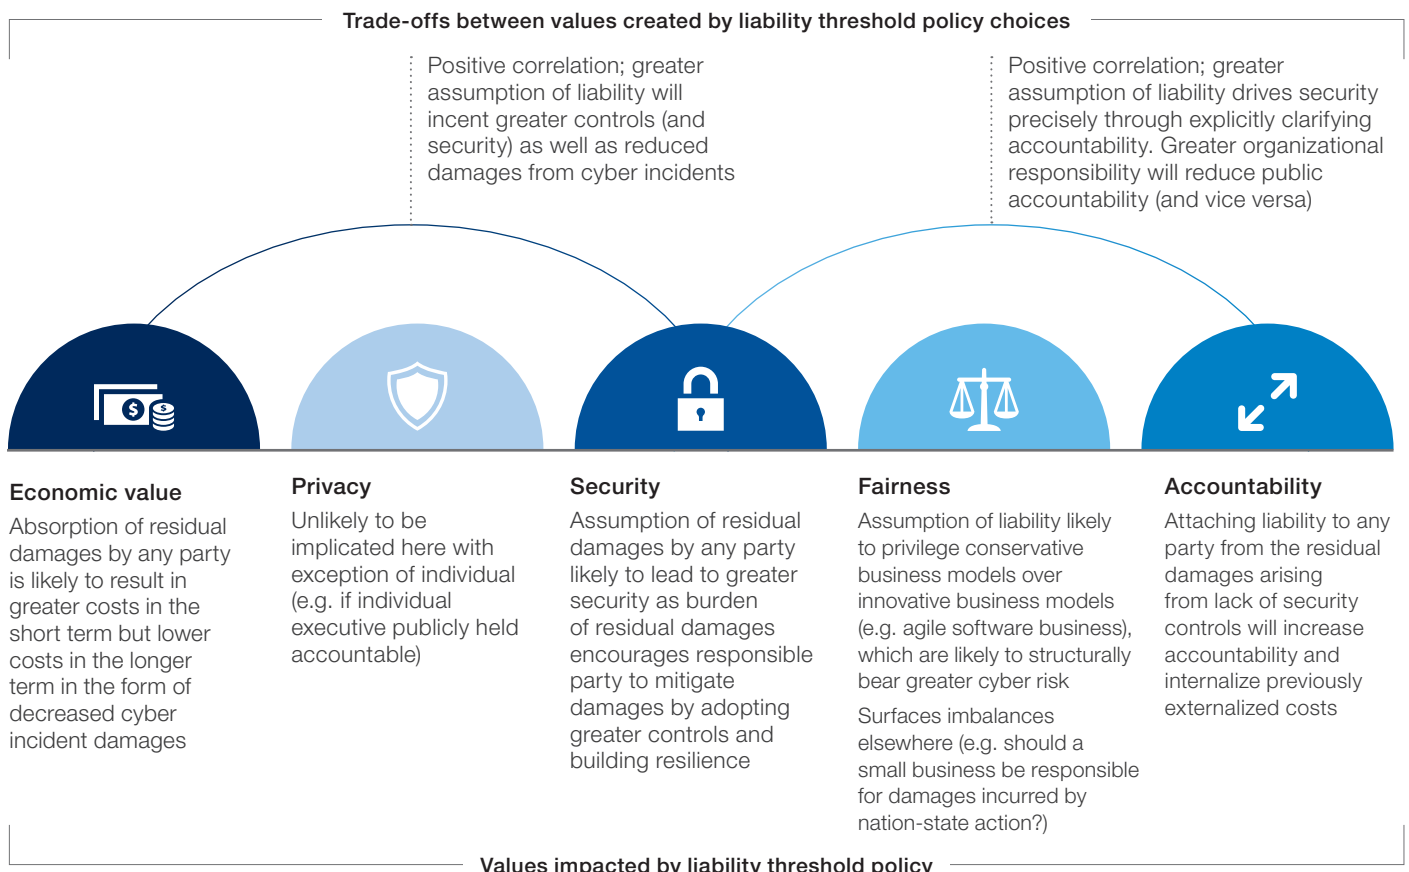 Trade-offs between values created by liability threshold policy choices
Positive correlation; greater
assumption of liability will
incent greater controls (and
security) as well as reduced
damages from cyber incidents
Positive correlation; greater
assumption of liability drives security
precisely through explicitly clarifying
accountability. Greater organizational
responsibility will reduce public
accountability (and vice versa)
$
$
Economic value
Absorption of residual
damages by any party
is likely to result in
greater costs in the
short term but lower
costs in the longer
term in the form of
decreased cyber
incident damages
Privacy
Unlikely to be
implicated here with
exception of individual
(e.g. if individual
executive publicly held
accountable)
Security
Assumption of residual
damages by any party
likely to lead to greater
security as burden
of residual damages
encourages responsible
party to mitigate
damages by adopting
greater controls and
building resilience
Fairness
Assumption of liability likely
to privilege conservative
business models over
innovative business models
(e.g. agile software business),
which are likely to structurally
bear greater cyber risk
Surfaces imbalances
elsewhere (e.g. should a
small business be responsible
for damages incurred by
nation-state action?)
Accountability
Attaching liability to any
party from the residual
damages arising
from lack of security
controls will increase
accountability and
internalize previously
externalized costs
Values impacted by liability threshold policy